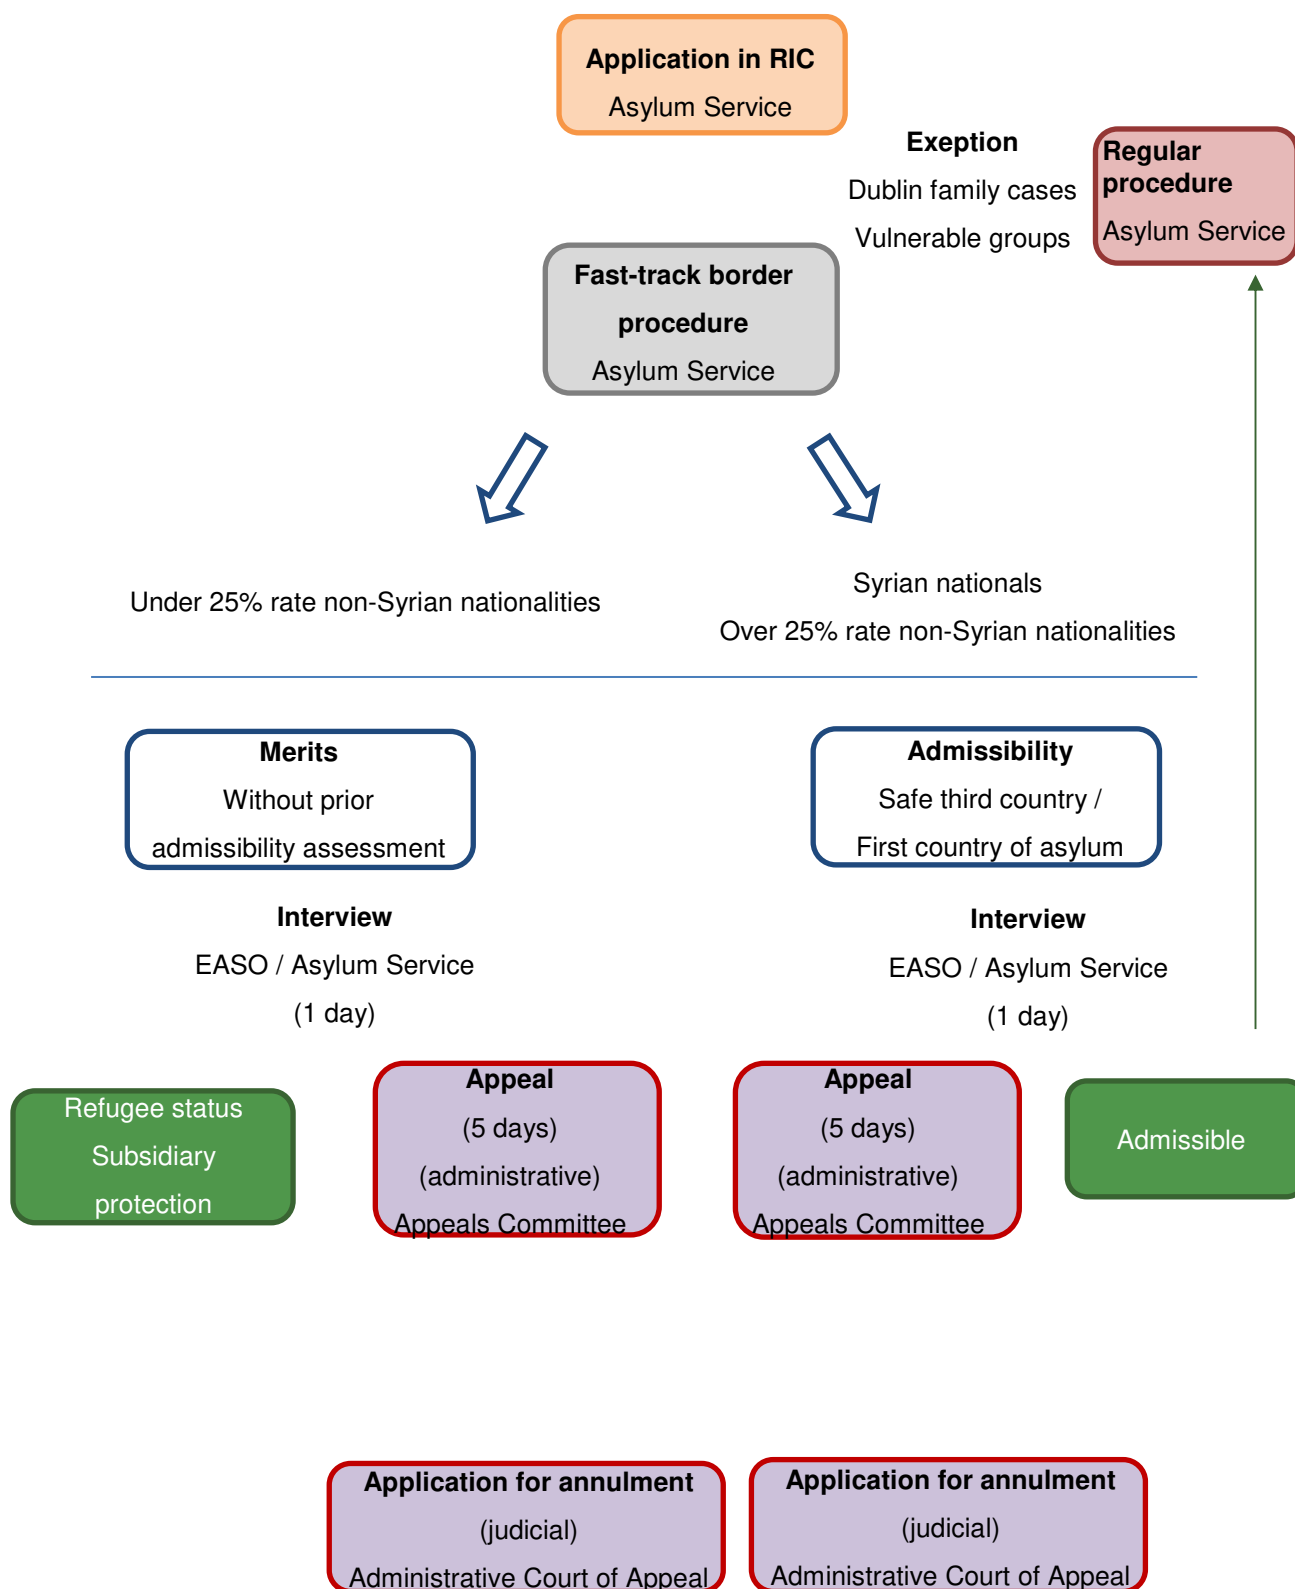 Application in RIC
Asylum Service
Exeption
Dublin family cases
Vulnerable groups
Regular
procedure
Asylum Service
Fast-track border
procedure
Asylum Service
Under 25% rate non-Syrian nationalities
Syrian nationals
Over 25% rate non-Syrian nationalities
Merits
Without prior
admissibility assessment
Admissibility
Safe third country /
First country of asylum
Interview
EASO / Asylum Service
(1 day)
Interview
EASO / Asylum Service
(1 day)
Refugee status
Subsidiary
protection
Appeal
(5 days)
(administrative)
Appeals Committee
Appeal
(5 days)
(administrative)
Appeals Committee
Admissible
Application for annulment
(judicial)
Administrative Court of Appeal
Application for annulment
(judicial)
Administrative Court of Appeal